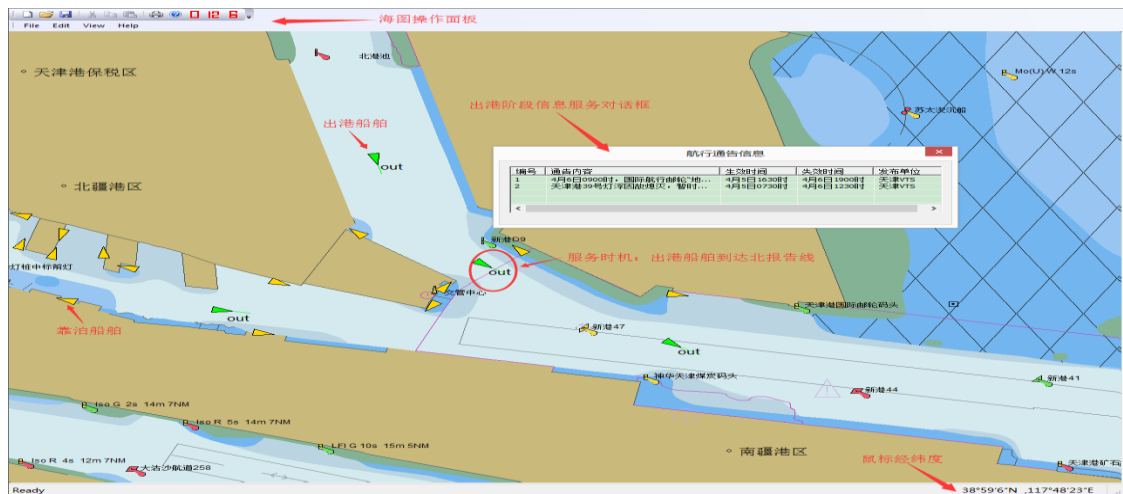 File Edit View Help
海图操作面板
北港池
天津港保税区
Mo(U) W 12s
出港阶段信息服务对话框
苏太渼沉船
出港船舶
out
航行通告信息
编号 通告内容 生效时间 失效时间 发布单位
1 4月6日0900时，国际航行邮轮“地... 4月5日1630时 4月6日1900时 天津VTS
2 天津港39号灯浮因故熄灭，暂时... 4月5日0730时 4月6日1230时 天津VTS
北疆港区
新港D9
服务时机：出港船舶到达北报告线
灯桩中标前灯
out
交管中心
天津港国际邮轮码头
靠泊船舶
out
新港47
out
神华天津煤炭码头
新港41
新港44
Iso G 2s 14m 7NM
Iso R 5s 14m 7NM
LFl G 10s 15m 5NM
南疆港区
Iso R 4s 12m 7NM
大沽沙航道258
鼠标经纬度
天津港矿石
Ready
38°59'6"N ,117°48'23"E